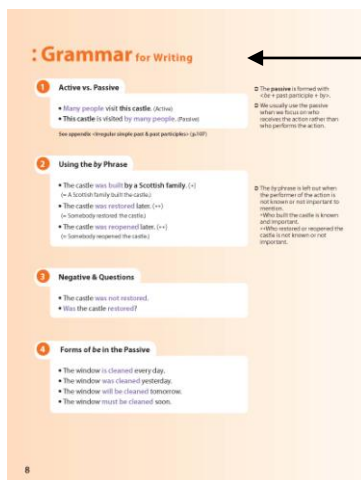 : Grammar for Writing
1 Active vs. Passive
• Many people visit this castle. (Active)
• This castle is visited by many people. (Passive)
See appendix <Irregular simple past & past participles> (p.107)
The passive is formed with
<be + past participle + by>.
We usually use the passive
when we focus on who
receives the action rather than
who performs the action.
2 Using the by Phrase
• The castle was built by a Scottish family. (*)
(= A Scottish family built the castle.)
• The castle was restored later. (**)
(= Somebody restored the castle.)
• The castle was reopened later. (**)
(= Somebody reopened the castle.)
The by phrase is left out when
the performer of the action is
not known or not important to
mention.
*Who built the castle is known
and important.
**Who restored or reopened the
castle is not known or not
important.
3 Negative & Questions
• The castle was not restored.
• Was the castle restored?
4 Forms of be in the Passive
• The window is cleaned every day.
• The window was cleaned yesterday.
• The window will be cleaned tomorrow.
• The window must be cleaned soon.
8